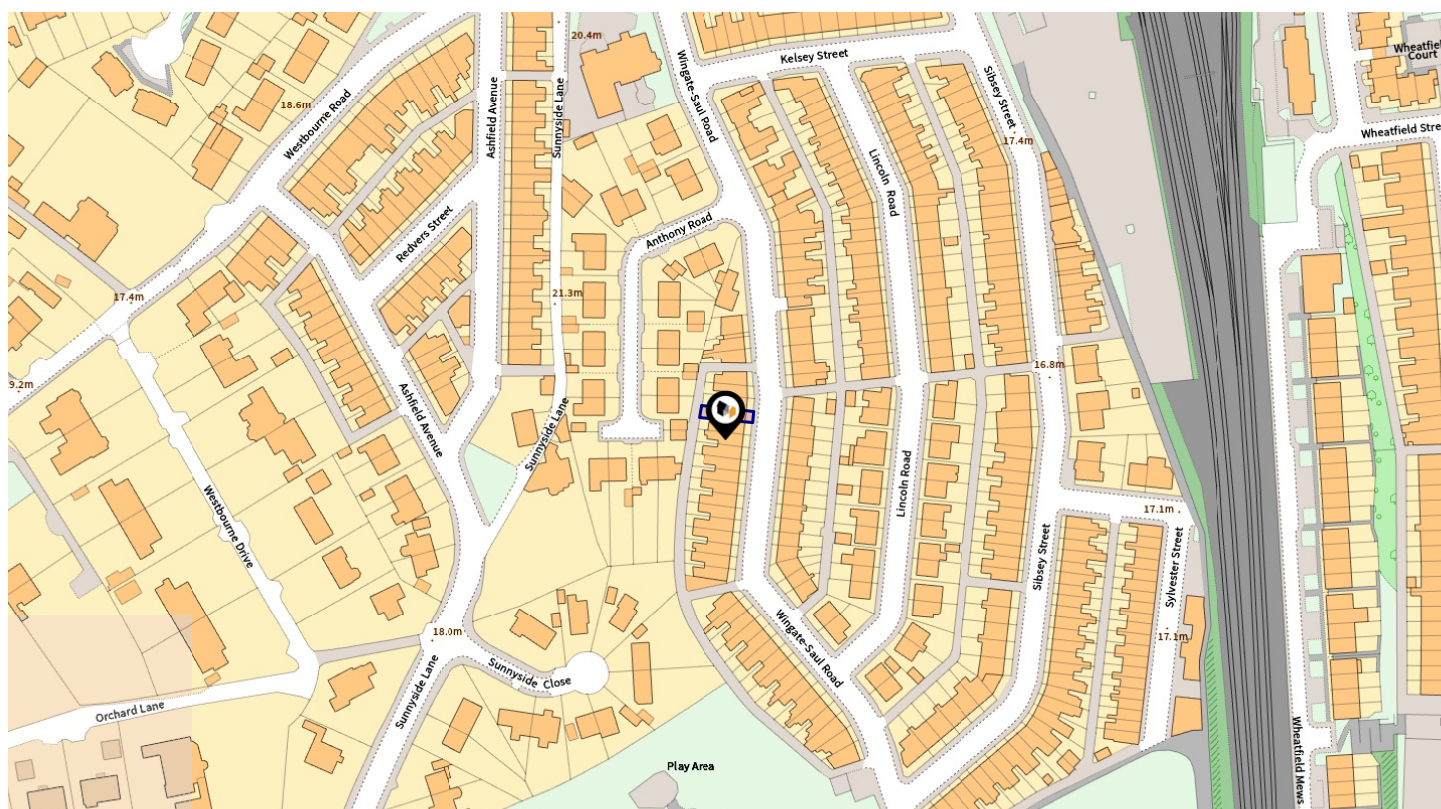 20.4m
Kelsey Street
Wheatfie
Court
Wingate-Saul Road
Sibsey Street
18.6m
Westbourne Road
Ashfield Avenue
Sunnyside Lane
17.4m
Wheatfield Stre
Lincoln Road
Redvers Street
Anthony Road
17.4m
21.3m
16.8m
9.2m
Ashfield Avenue
Sunnyside Lane
Lincoln Road
Westbourne Drive
17.1m
Sibsey Street
Sylvester Street
18.0m
17.1m
Wingate-Saul Road
Sunnyside Close
Sunnyside Lane
Orchard Lane
Wheatfield Mews
Play Area